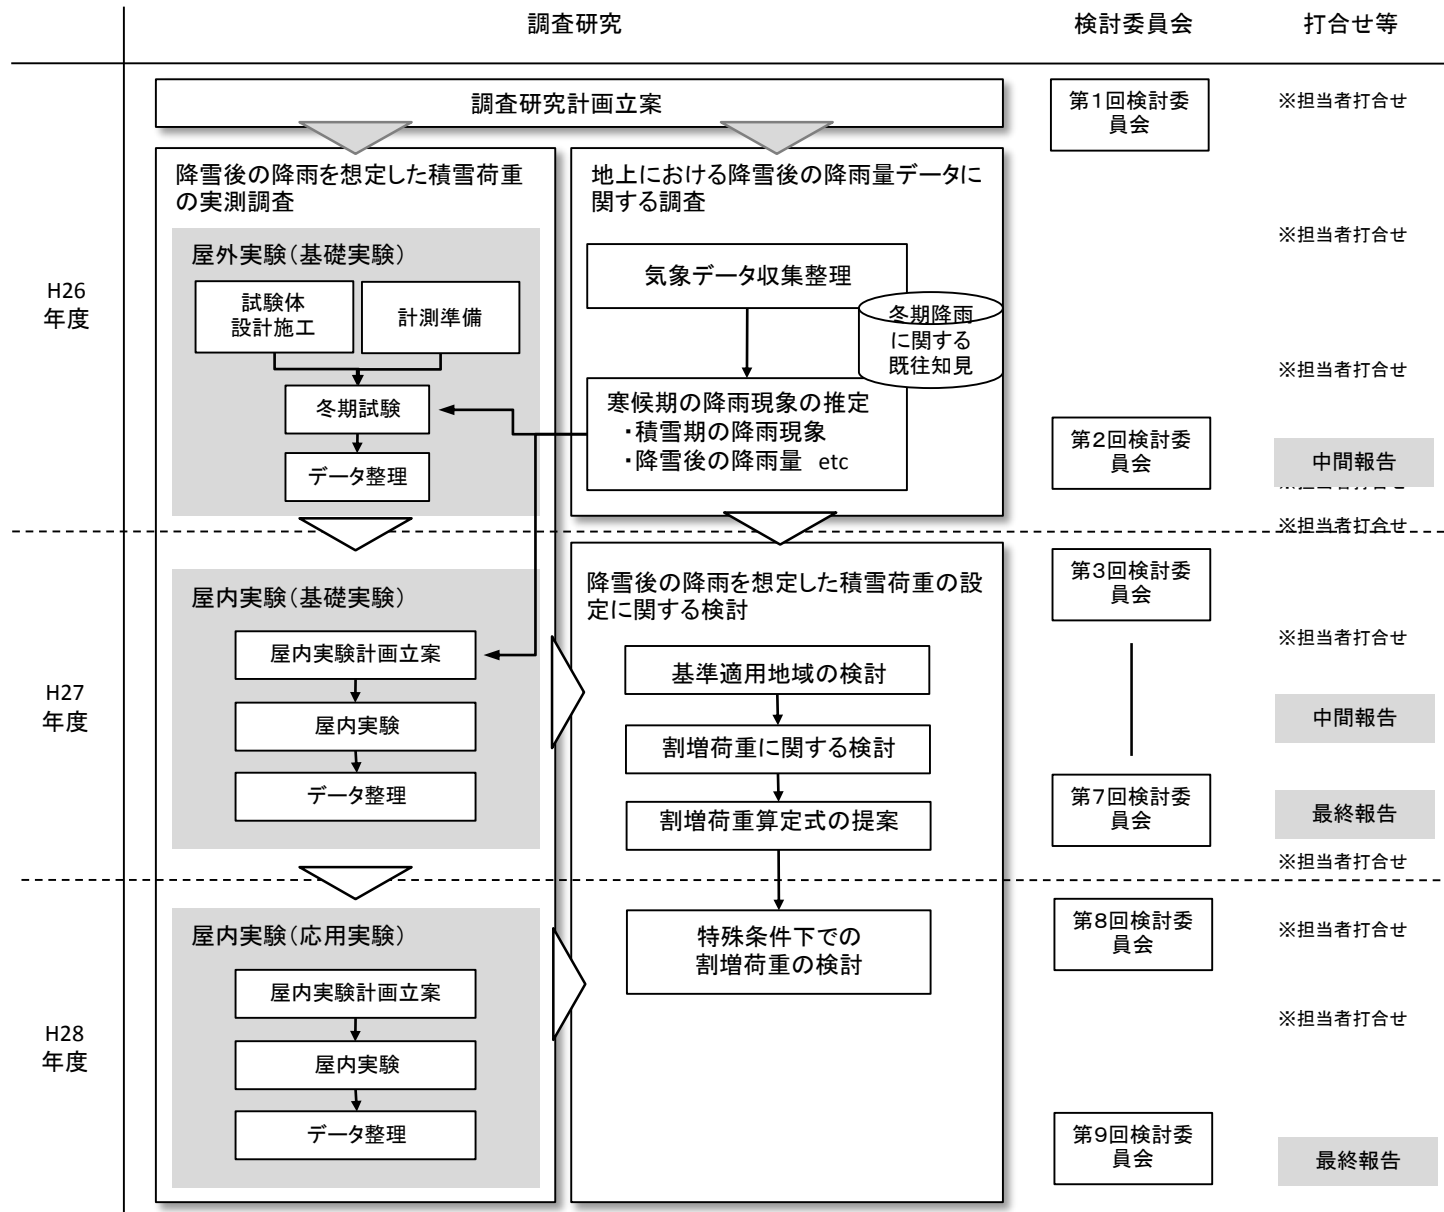 調査研究
検討委員会
打合せ等
H26
年度
調査研究計画立案
第1回検討委
員会
※担当者打合せ
降雪後の降雨を想定した積雪荷重
の実測調査
屋外実験（基礎実験）
試験体
設計施工
計測準備
冬期試験
データ整理
地上における降雪後の降雨量データに
関する調査
気象データ収集整理
冬期降雨
に関する
既往知見
寒候期の降雨現象の推定
・積雪期の降雨現象
・降雪後の降雨量 etc
※担当者打合せ
※担当者打合せ
第2回検討委
員会
中間報告
※担当者打合せ
※担当者打合せ
H27
年度
屋内実験（基礎実験）
屋内実験計画立案
屋内実験
データ整理
降雪後の降雨を想定した積雪荷重の設
定に関する検討
基準適用地域の検討
割増荷重に関する検討
割増荷重算定式の提案
第3回検討委
員会
※担当者打合せ
中間報告
第7回検討委
員会
最終報告
※担当者打合せ
H28
年度
屋内実験（応用実験）
屋内実験計画立案
屋内実験
データ整理
特殊条件下での
割増荷重の検討
第8回検討委
員会
※担当者打合せ
※担当者打合せ
第9回検討委
員会
最終報告